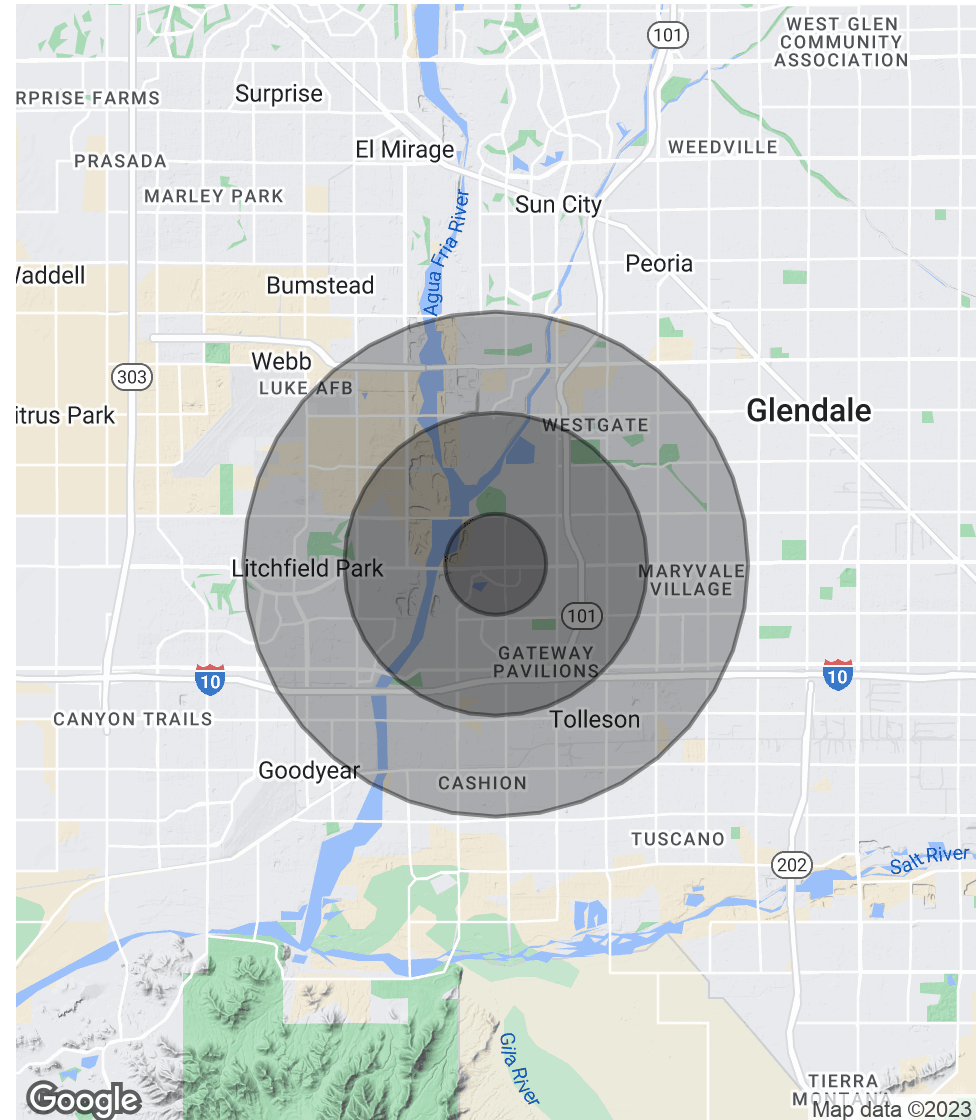 101
WEST GLEN
COMMUNITY
ASSOCIATION
RPRISE FARMS
Surprise
El Mirage
WEEDVILLE
PRASADA
MARLEY PARK
Sun City
Agua Fria River
Peoria
Waddell
Bumstead
Webb
LUKE AFB
303
itrus Park
Glendale
WESTGATE
Litchfield Park
MARYVALE
VILLAGE
101
GATEWAY
PAVILIONS
10
10
CANYON TRAILS
Tolleson
Goodyear
CASHION
TUSCANO
202
Salt River
Gila River
TIERRA
MONTANA
Google
Map data ©2023